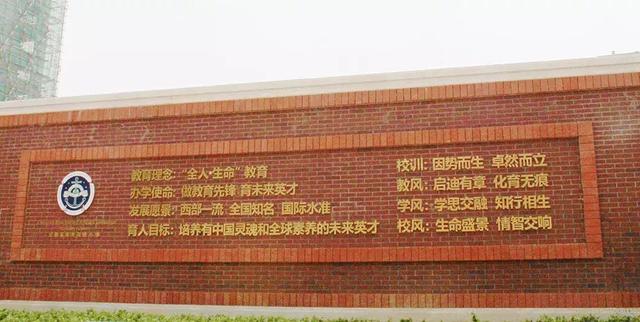 教育理念：“全人·生命”教育
办学使命：做教育先锋 育未来英才
发展愿景：西部一流 全国知名 国际水准
育人目标：培养有中国灵魂和全球素养的未来英才
校训：因势而生 卓然而立
教风：启迪有章 化育无痕
学风：学思交融 知行相生
校风：生命盛景 情智交响